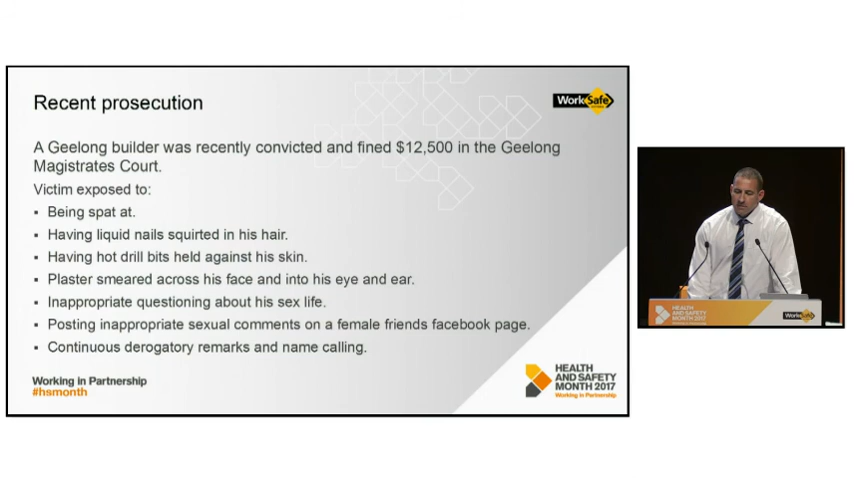 Recent prosecution
WorkSafe
A Geelong builder was recently convicted and fined $12,500 in the Geelong
Magistrates Court.
Victim exposed to:
▪ Being spat at.
▪ Having liquid nails squirted in his hair.
▪ Having hot drill bits held against his skin.
▪ Plaster smeared across his face and into his eye and ear.
▪ Inappropriate questioning about his sex life.
▪ Posting inappropriate sexual comments on a female friends facebook page.
▪ Continuous derogatory remarks and name calling.
Working in Partnership
#hsmonth
HEALTH
AND SAFETY
MONTH 2017
Working in Partnership
HEALTH
AND SAFETY
MONTH 2017
WorkSafe